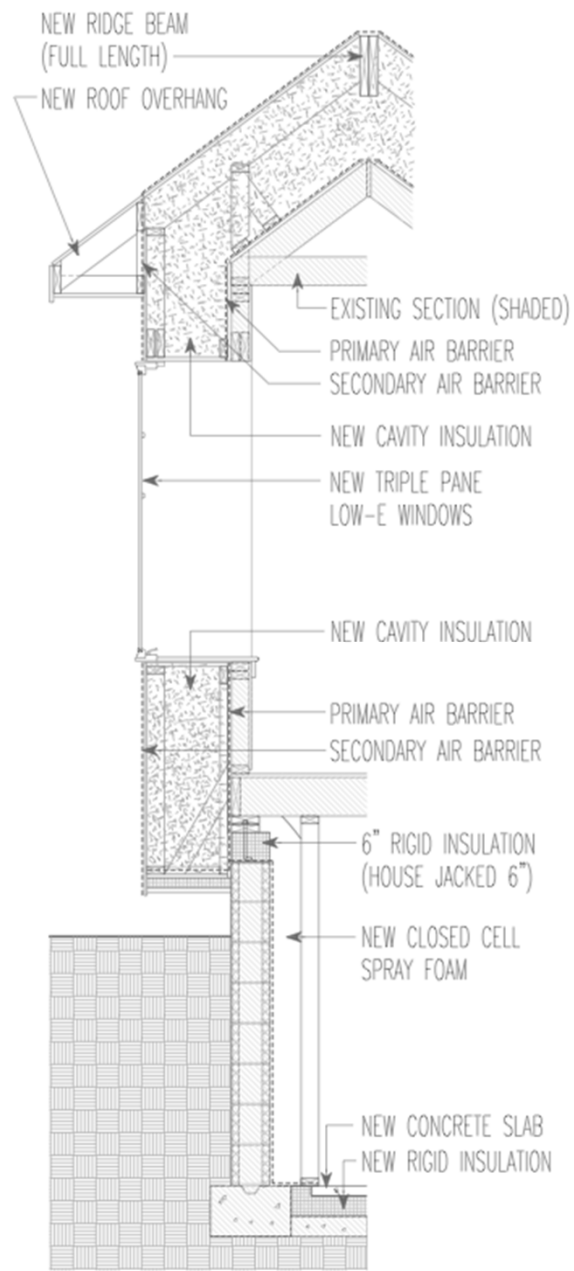 NEW RIDGE BEAM
(FULL LENGTH)
NEW ROOF OVERHANG
EXISTING SECTION (SHADED)
PRIMARY AIR BARRIER
SECONDARY AIR BARRIER
NEW CAVITY INSULATION
NEW TRIPLE PANE
LOW-E WINDOWS
NEW CAVITY INSULATION
PRIMARY AIR BARRIER
SECONDARY AIR BARRIER
6” RIGID INSULATION
(HOUSE JACKED 6”)
NEW CLOSED CELL
SPRAY FOAM
NEW CONCRETE SLAB
NEW RIGID INSULATION